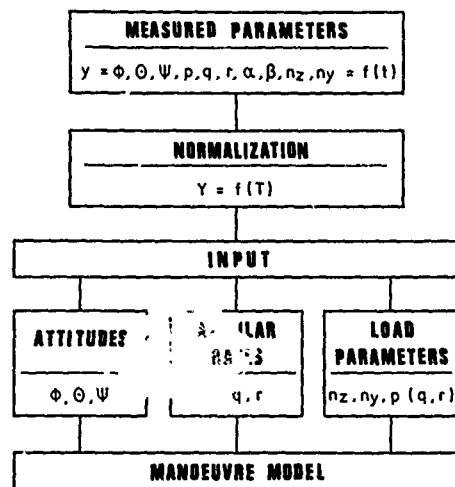 MEASURED PARAMETERS
y = Φ, Θ, Ψ, p, q, r, α, β, nz, ny = f(t)
NORMALIZATION
Y = f(T)
INPUT
ATTITUDES
Φ, Θ, Ψ
q, r
LOAD
PARAMETERS
nz, ny, p (q, r)
MANOEUVRE MODEL